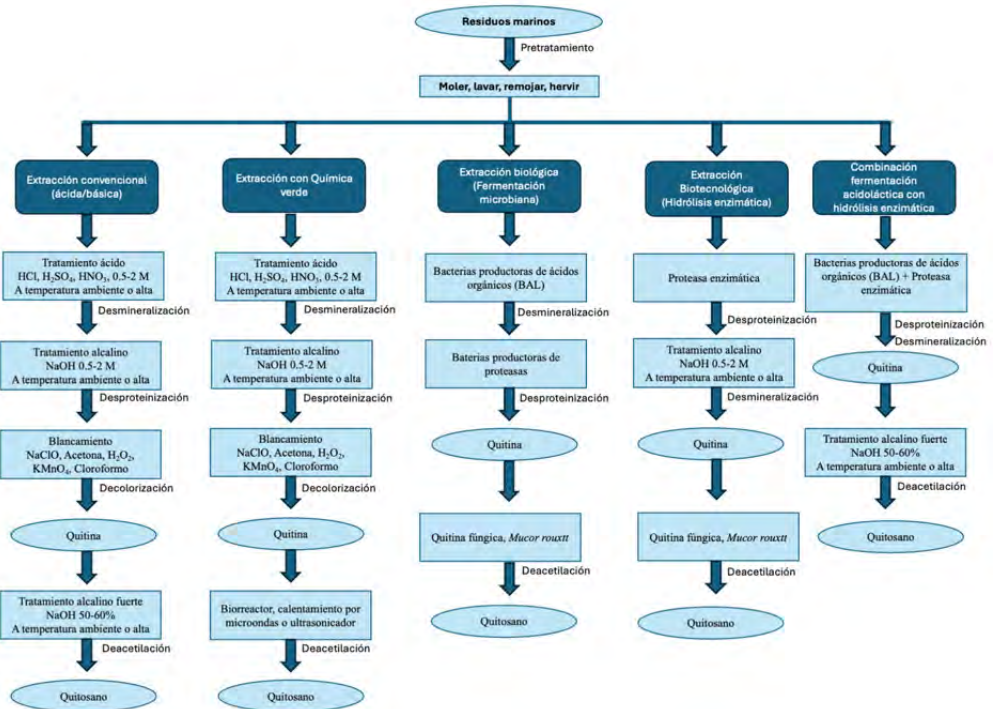 Residuos marinos
Pretratamiento
Moler, lavar, remojar, hervir
Extracción convencional
(ácida/básica)
Tratamiento ácido
HCl, H₂SO₄, HNO₃, 0.5-2 M
A temperatura ambiente o alta
Desmineralización
Tratamiento alcalino
NaOH 0.5-2 M
A temperatura ambiente o alta
Desproteinización
Blancamiento
NaClO, Acetona, H₂O₂,
KMnO₄, Cloroformo
Decolorización
Quitina
Tratamiento alcalino fuerte
NaOH 50-60%
A temperatura ambiente o alta
Deacetilación
Quitosano
Extracción con Química
verde
Tratamiento ácido
HCl, H₂SO₄, HNO₃, 0.5-2 M
A temperatura ambiente o alta
Desmineralización
Tratamiento alcalino
NaOH 0.5-2 M
A temperatura ambiente o alta
Desproteinización
Blancamiento
NaClO, Acetona, H₂O₂,
KMnO₄, Cloroformo
Decolorización
Quitina
Biorreactor, calentamiento por
microondas o ultrasonicador
Deacetilación
Quitosano
Extracción biológica
(Fermentación
microbiana)
Bacterias productoras de ácidos
orgánicos (BAL)
Desmineralización
Baterias productoras de
proteasas
Desproteinización
Quitina
Quitina fúngica, Mucor rouxtt
Deacetilación
Quitosano
Extracción
Biotecnológica
(Hidrólisis enzimática)
Proteasa enzimática
Desproteinización
Tratamiento alcalino
NaOH 0.5-2 M
A temperatura ambiente o alta
Desmineralización
Quitina
Quitina fúngica, Mucor rouxtt
Deacetilación
Quitosano
Combinación
fermentación
acidoláctica con
hidrólisis enzimática
Bacterias productoras de ácidos
orgánicos (BAL) + Proteasa
enzimática
Desproteinización
Desmineralización
Quitina
Tratamiento alcalino fuerte
NaOH 50-60%
A temperatura ambiente o alta
Deacetilación
Quitosano